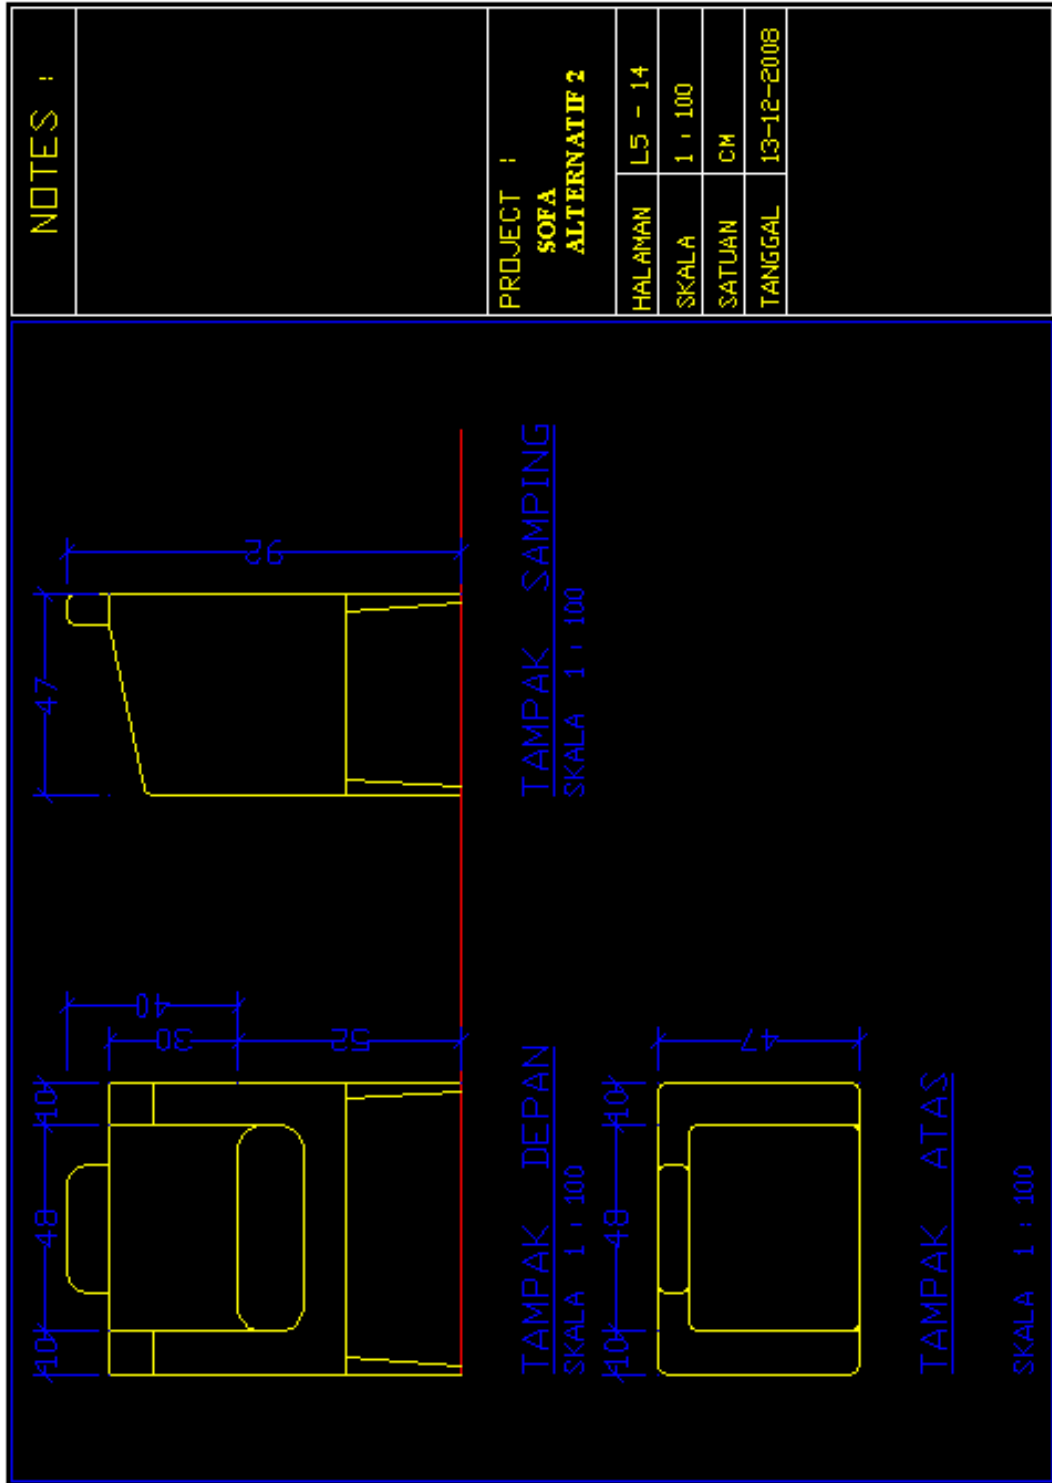 NOTES :
PROJECT :
SOFA
ALTERNATIF 2
HALAMAN L5 - 14
SKALA 1 : 100
SATUAN CM
TANGGAL 13-12-2008
47
92
TAMPAK SAMPING
SKALA 1 : 100
10 48 10
40
30
52
TAMPAK DEPAN
SKALA 1 : 100
10 48 10
47
TAMPAK ATAS
SKALA 1 : 100